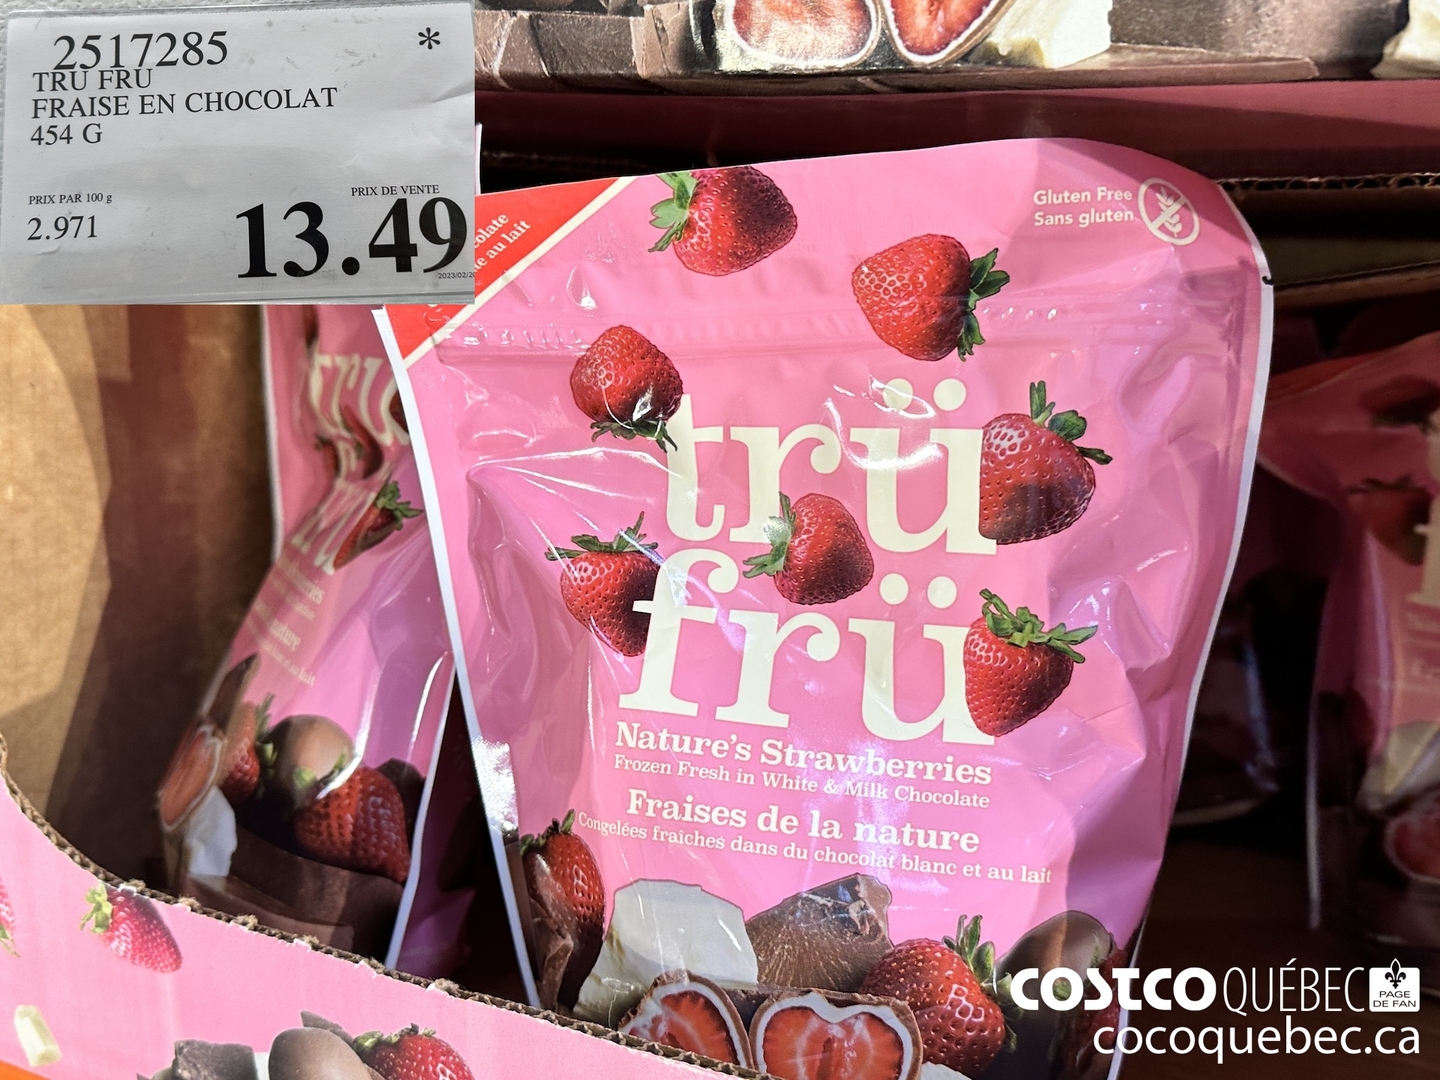 2517285 *
TRU FRU
FRAISE EN CHOCOLAT
454 G
PRIX PAR 100 g
PRIX DE VENTE
2.971
13.49
au lait
Gluten Free
Sans gluten
trü
frü
Nature's Strawberries
Frozen Fresh in White & Milk Chocolate
Fraises de la nature
Congelées fraîches dans du chocolat blanc et au lait
COSTCO QUÉBEC
PAGE
DE FAN
cocoquebec.ca